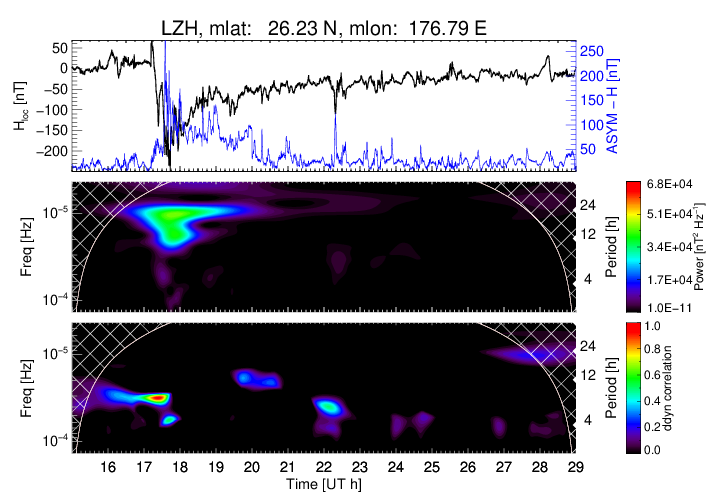 LZH, mlat: 26.23 N, mlon: 176.79 E
50
0
−50
−100
−150
−200
Hloc [nT]
250
200
150
100
50
ASYM − H [nT]
10⁻⁵
10⁻⁴
Freq [Hz]
24
12
4
Period [h]
6.8E+04
5.1E+04
3.4E+04
1.7E+04
1.0E−11
Power [nT² Hz⁻¹]
10⁻⁵
10⁻⁴
Freq [Hz]
24
12
4
Period [h]
1.0
0.8
0.6
0.4
0.2
0.0
ddyn correlation
16 17 18 19 20 21 22 23 24 25 26 27 28 29
Time [UT h]